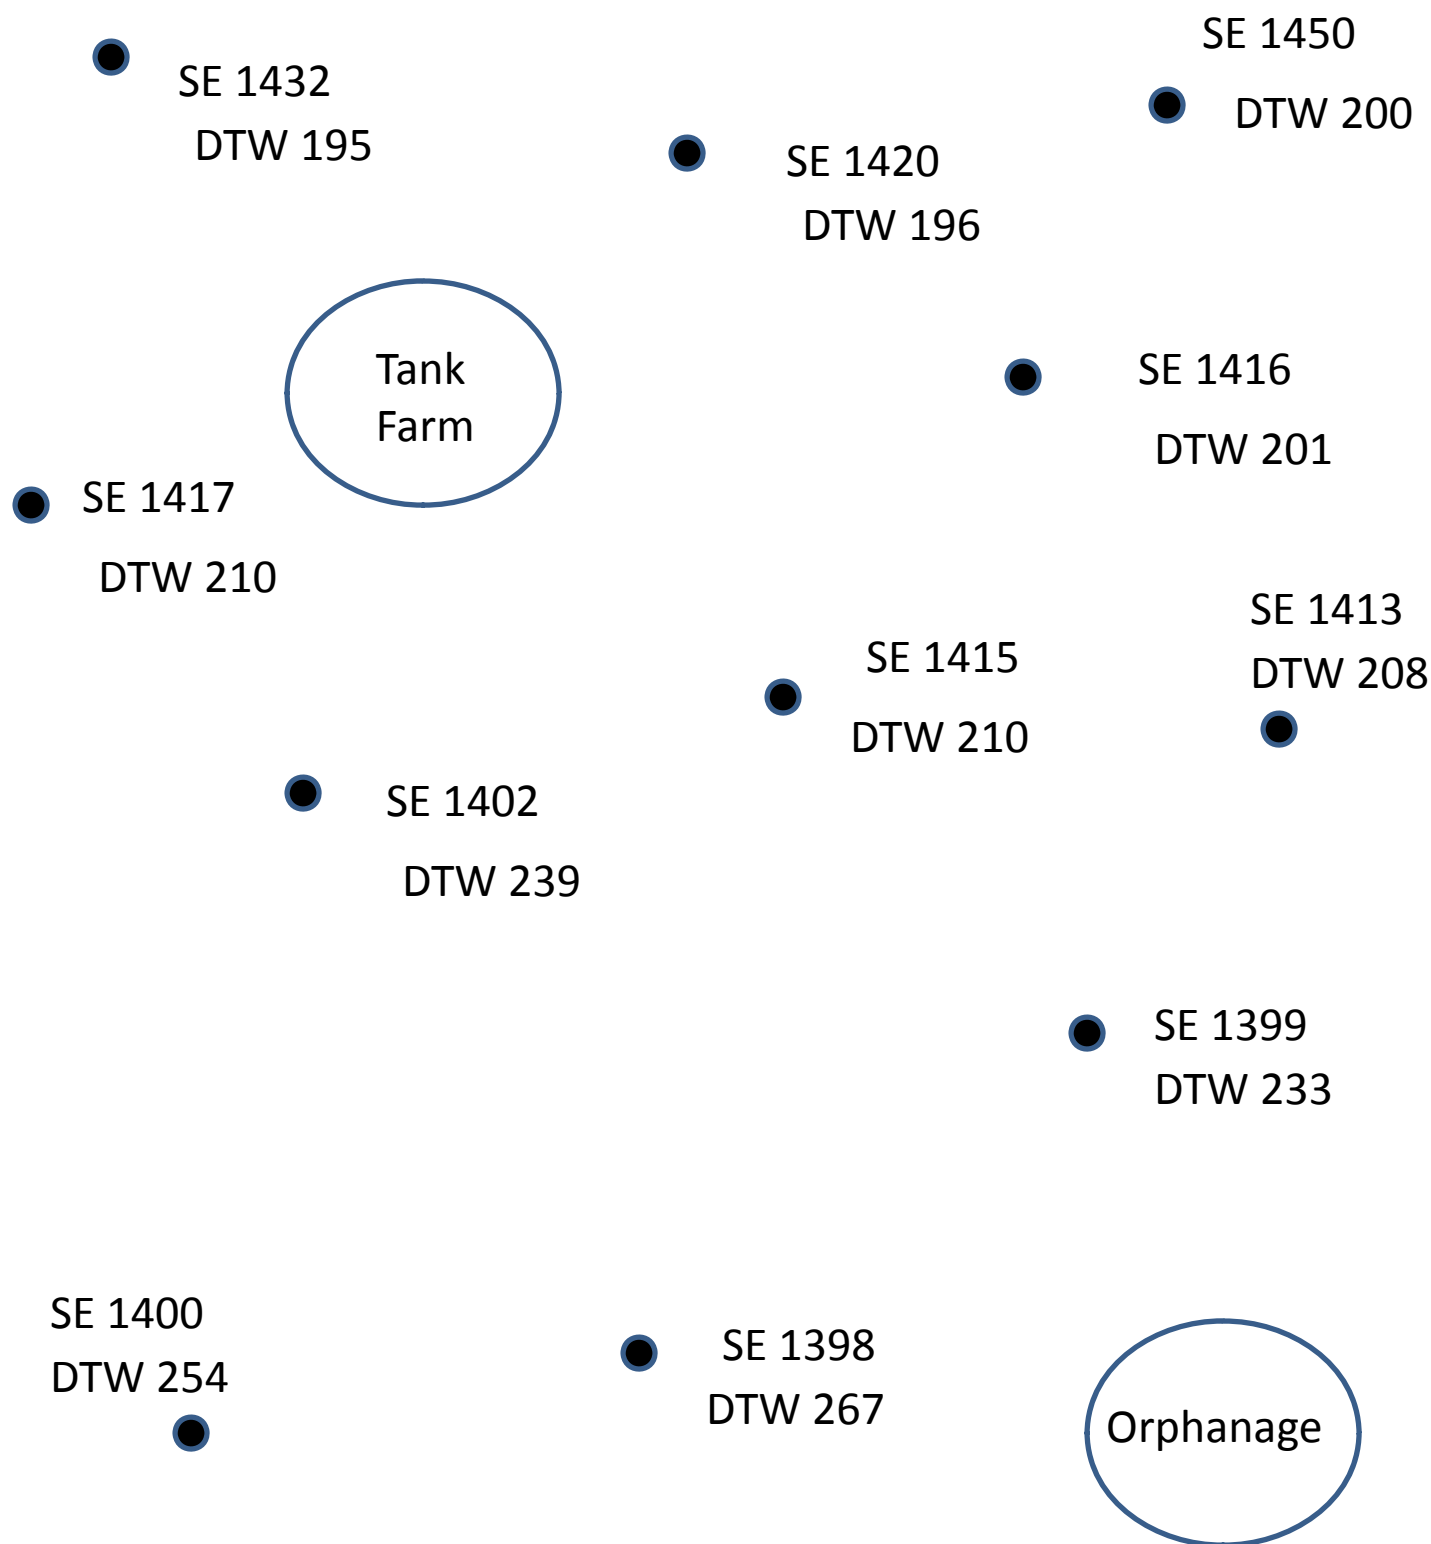 SE 1450
DTW 200
SE 1432
DTW 195
SE 1420
DTW 196
Tank
Farm
SE 1416
DTW 201
SE 1417
DTW 210
SE 1413
DTW 208
SE 1415
DTW 210
SE 1402
DTW 239
SE 1399
DTW 233
SE 1400
DTW 254
SE 1398
DTW 267
Orphanage